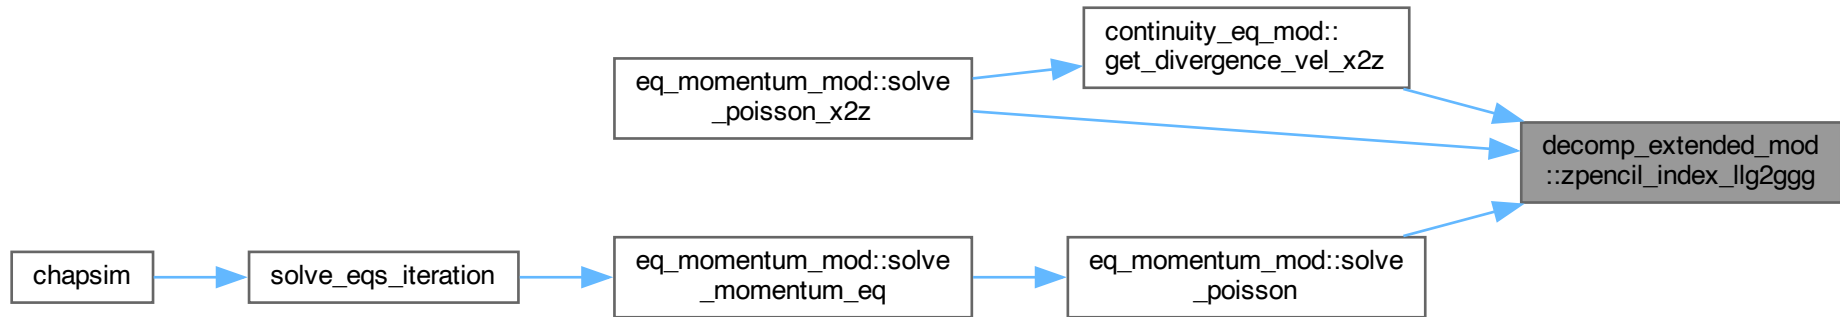 continuity_eq_mod::
get_divergence_vel_x2z
eq_momentum_mod::solve
_poisson_x2z
decomp_extended_mod
::zpencil_index_llg2ggg
chapsim
solve_eqs_iteration
eq_momentum_mod::solve
_momentum_eq
eq_momentum_mod::solve
_poisson